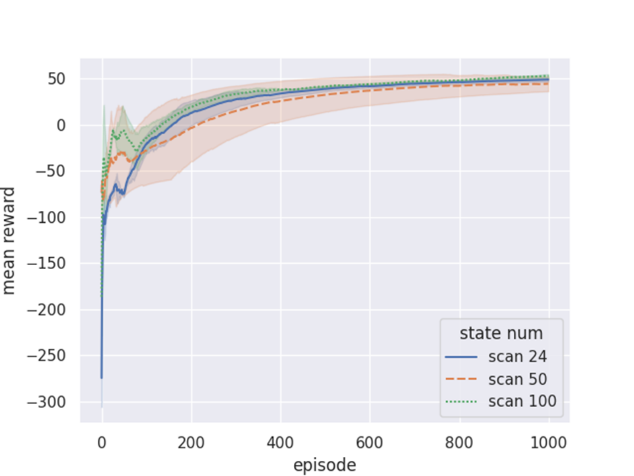 50
0
−50
−100
−150
−200
−250
−300
mean reward
0 200 400 600 800 1000
episode
state num
scan 24
scan 50
scan 100